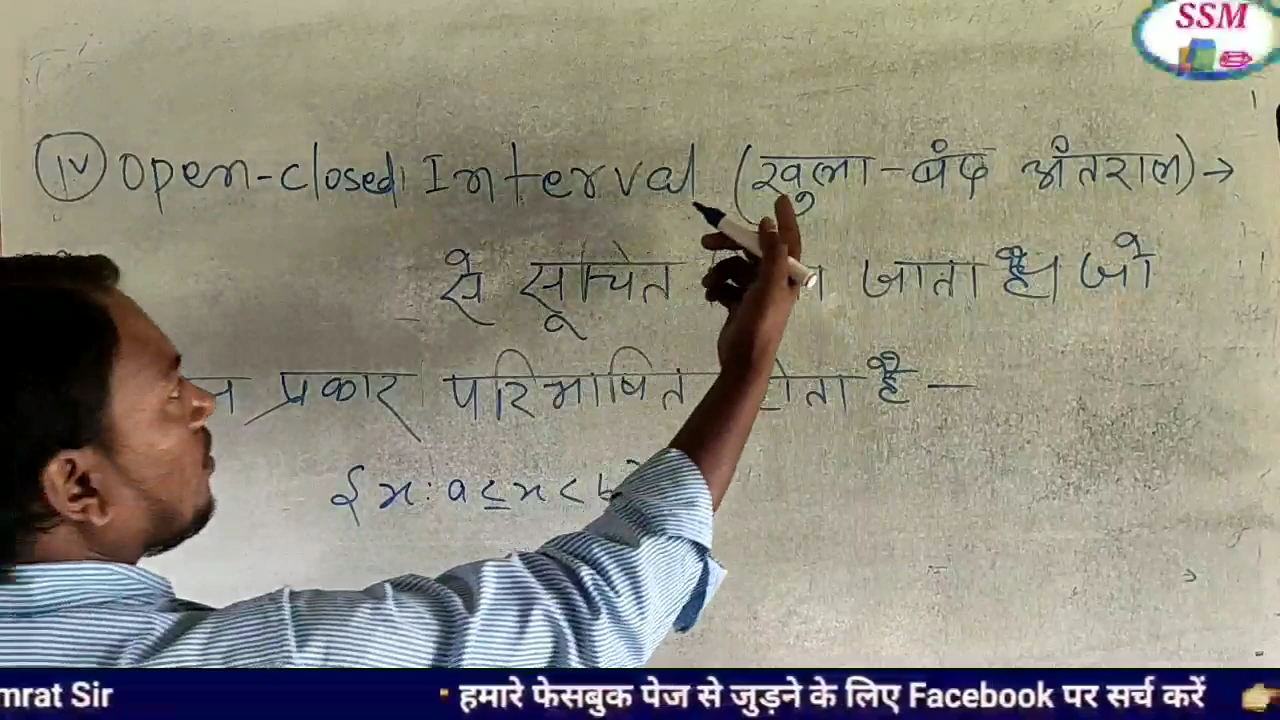 SSM
(iv) Open-closed Interval (खुला-बंद अंतराल) →
से सूचित जाता है। जो
प्रकार परिभाषित होता है —
{x: a ≤ x < b}
mrat Sir • हमारे फेसबुक पेज से जुड़ने के लिए Facebook पर सर्च करें